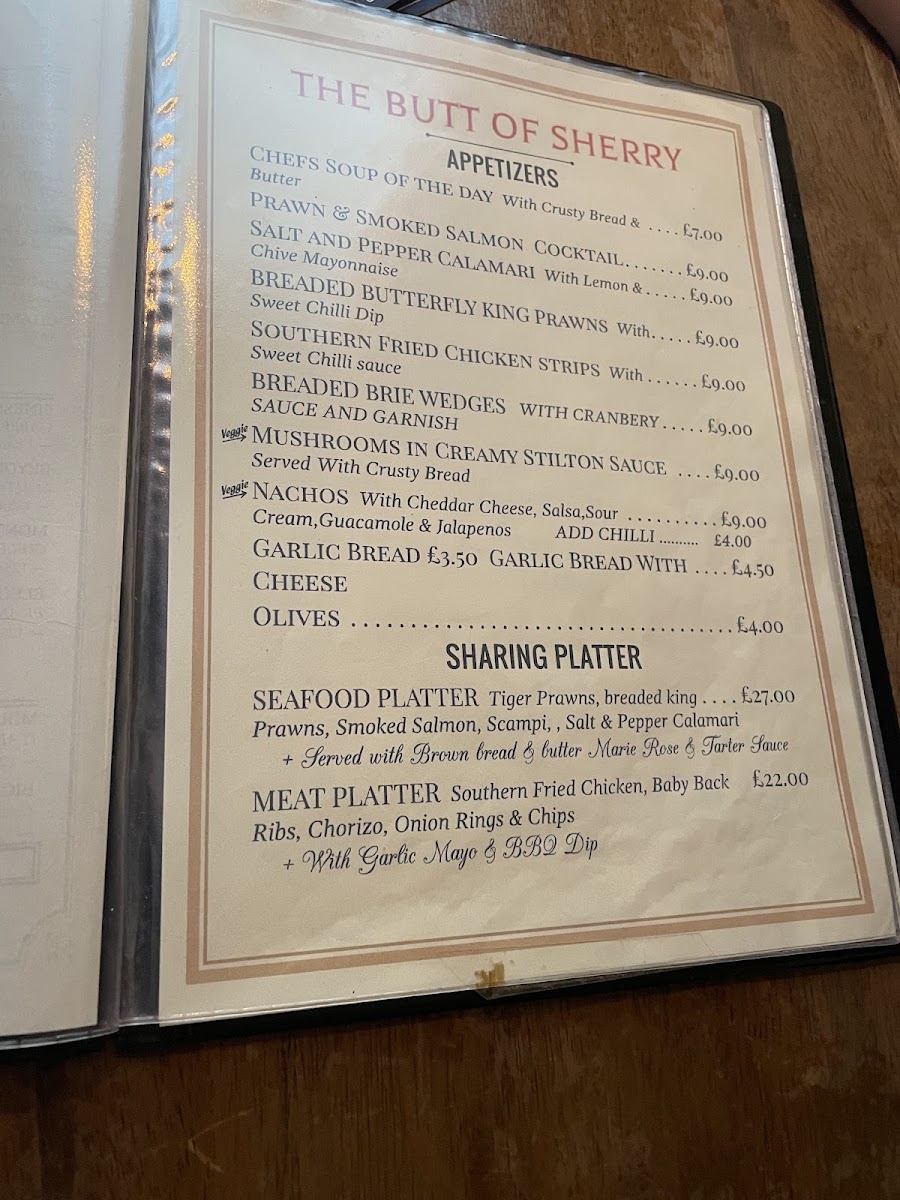 THE BUTT OF SHERRY
APPETIZERS
CHEFS SOUP OF THE DAY With Crusty Bread & .... £7.00
Butter
PRAWN & SMOKED SALMON COCKTAIL....... £9.00
SALT AND PEPPER CALAMARI With Lemon &..... £9.00
Chive Mayonnaise
BREADED BUTTERFLY KING PRAWNS With..... £9.00
Sweet Chilli Dip
SOUTHERN FRIED CHICKEN STRIPS With ...... £9.00
Sweet Chilli sauce
BREADED BRIE WEDGES WITH CRANBERY..... £9.00
SAUCE AND GARNISH
Veggie MUSHROOMS IN CREAMY STILTON SAUCE .... £9.00
Served With Crusty Bread
Veggie NACHOS With Cheddar Cheese, Salsa,Sour .......... £9.00
Cream,Guacamole & Jalapenos ADD CHILLI .......... £4.00
GARLIC BREAD £3.50 GARLIC BREAD WITH .... £4.50
CHEESE
OLIVES .................................. £4.00
SHARING PLATTER
SEAFOOD PLATTER Tiger Prawns, breaded king .... £27.00
Prawns, Smoked Salmon, Scampi, , Salt & Pepper Calamari
+ Served with Brown bread & butter Marie Rose & Tarter Sauce
MEAT PLATTER Southern Fried Chicken, Baby Back £22.00
Ribs, Chorizo, Onion Rings & Chips
+ With Garlic Mayo & BBQ Dip